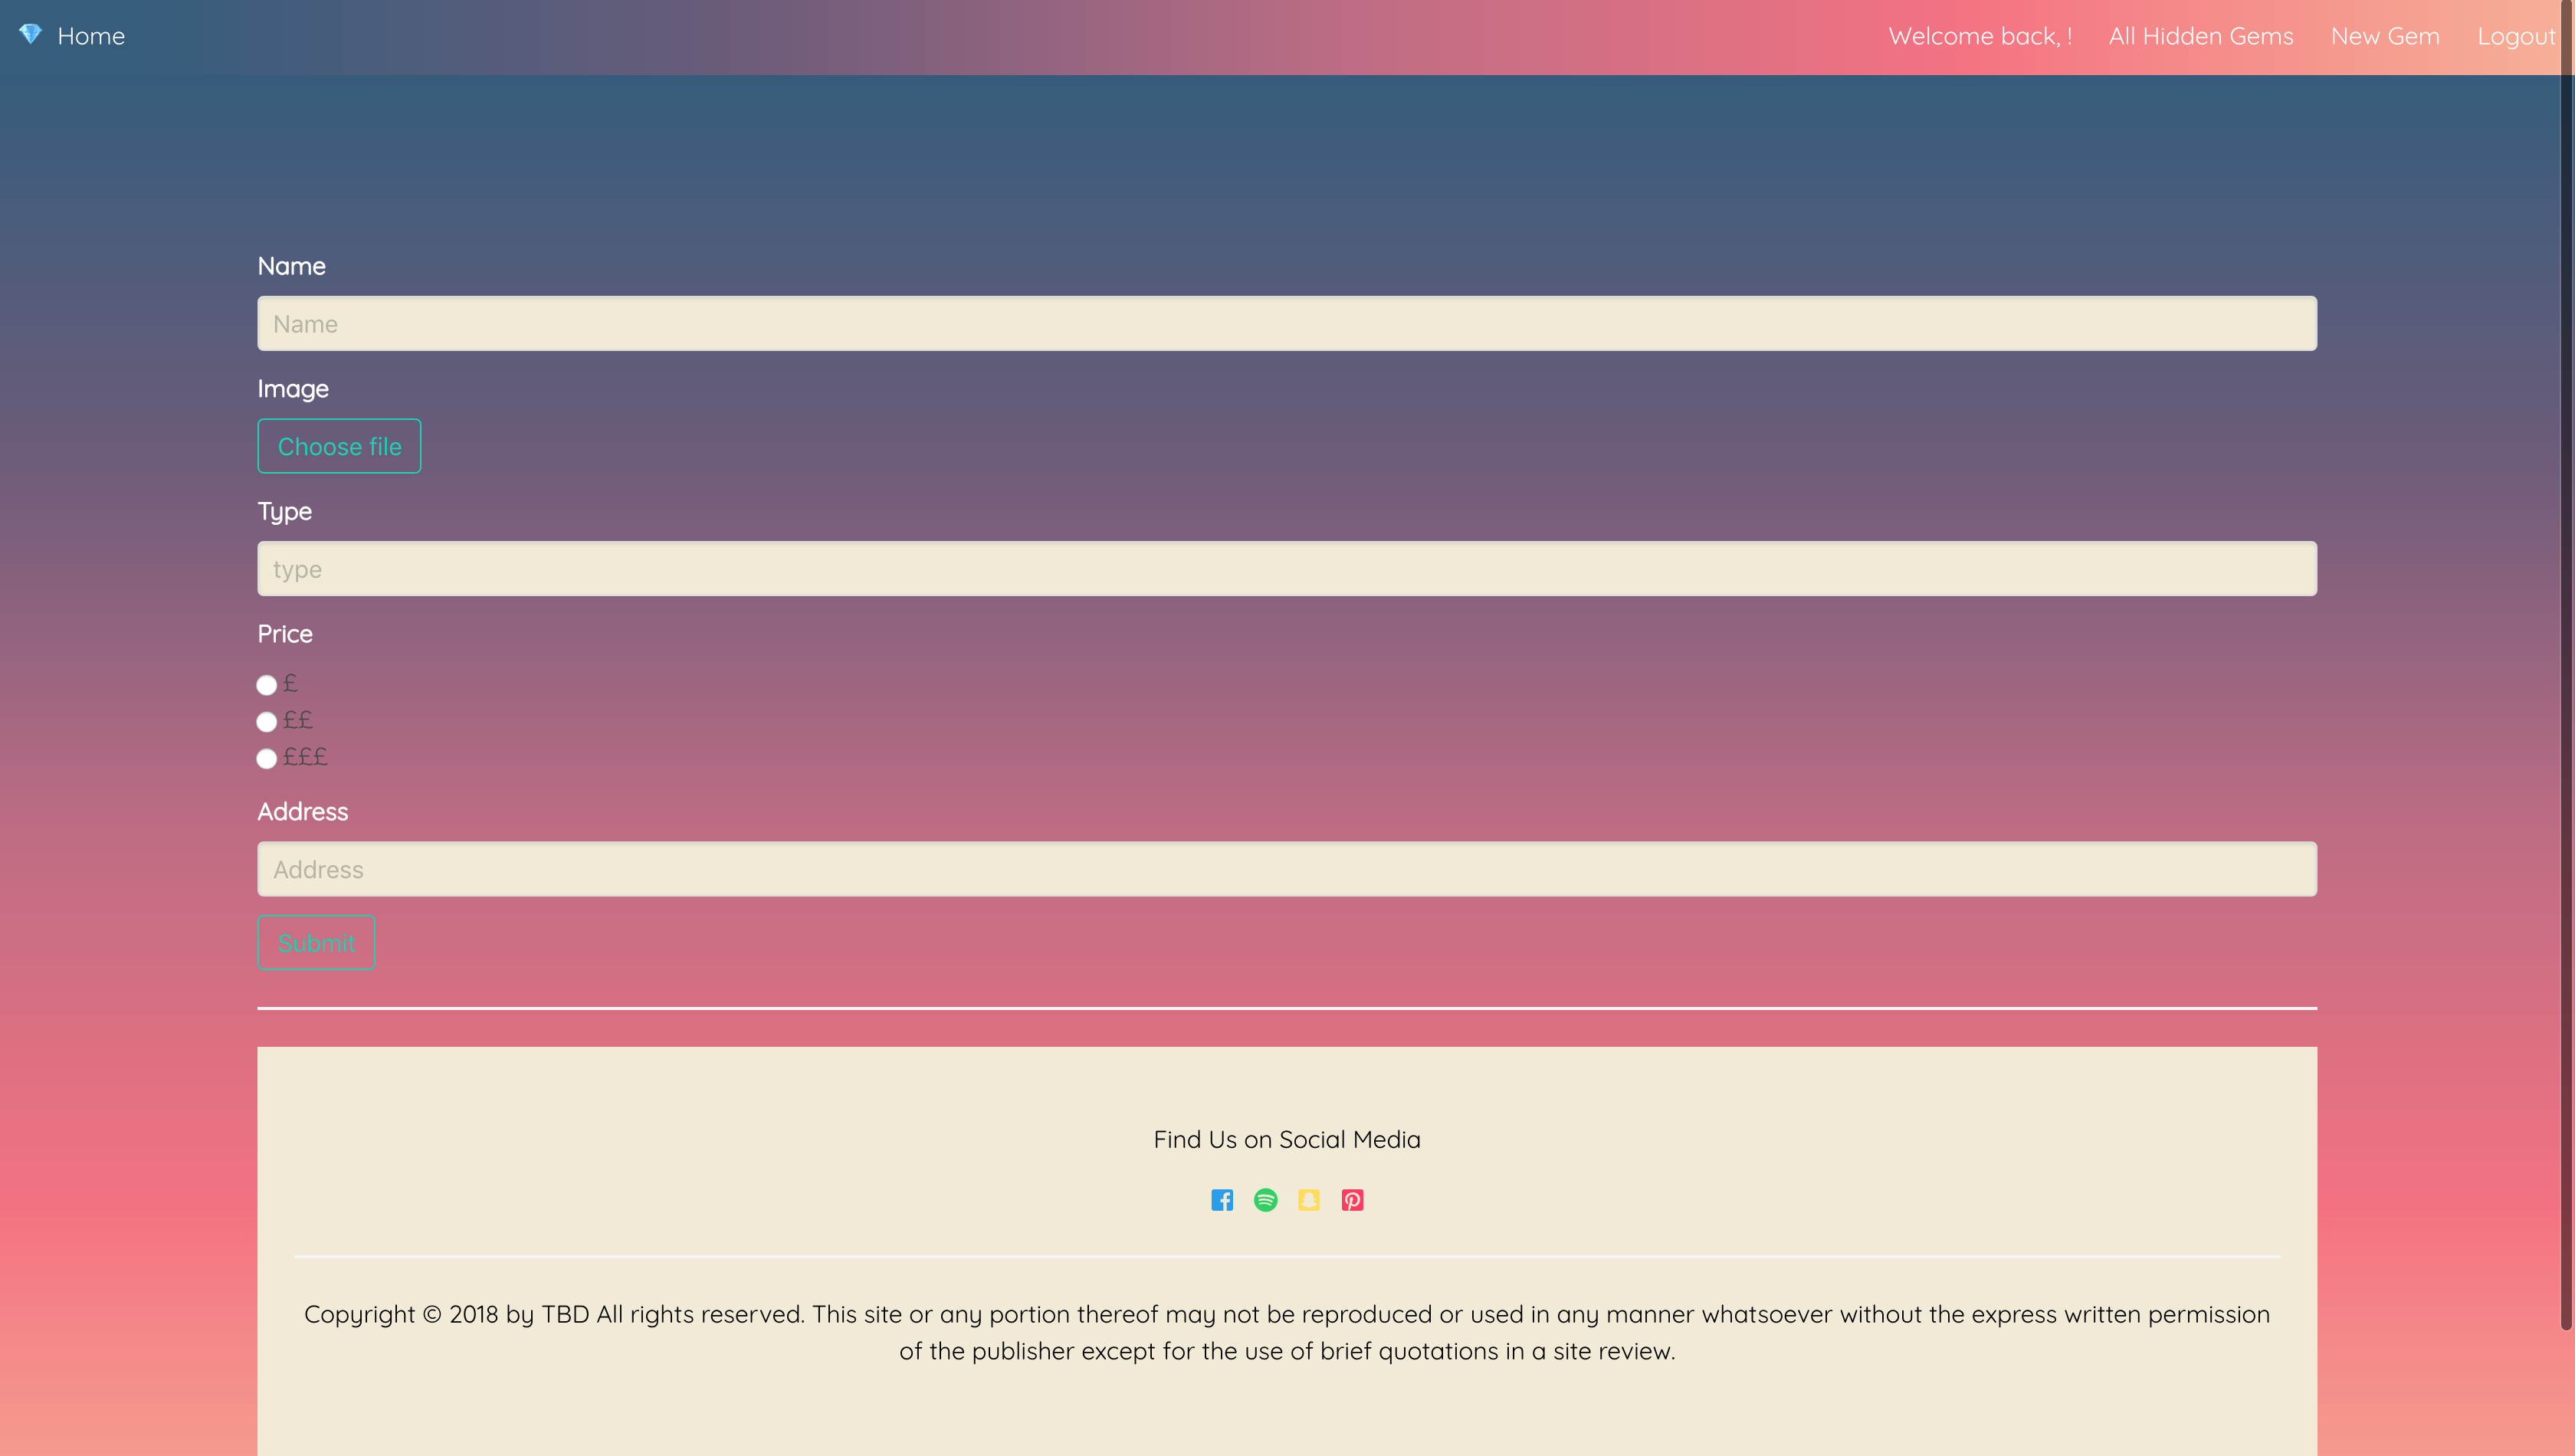 Home
Welcome back, !
All Hidden Gems
New Gem
Logout
Name
Name
Image
Choose file
Type
type
Price
£
££
£££
Address
Address
Submit
Find Us on Social Media
Copyright © 2018 by TBD All rights reserved. This site or any portion thereof may not be reproduced or used in any manner whatsoever without the express written permission
of the publisher except for the use of brief quotations in a site review.